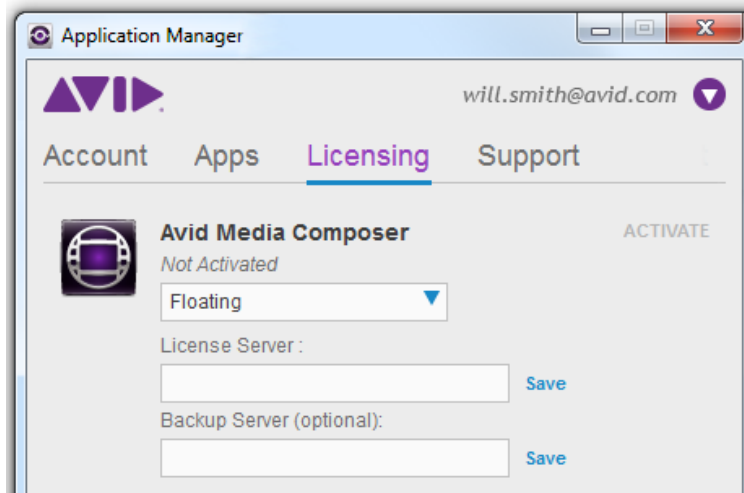 Application Manager
AVID will.smith@avid.com
Account Apps Licensing Support
Avid Media Composer ACTIVATE
Not Activated
Floating
License Server :
Save
Backup Server (optional):
Save